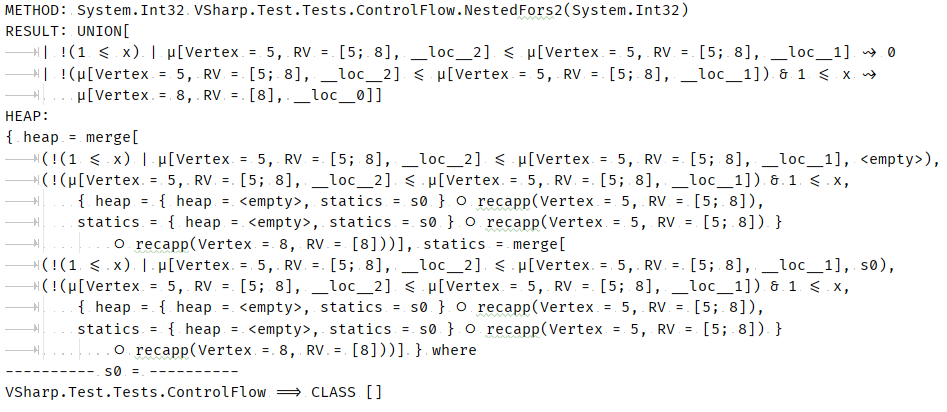 METHOD: System.Int32 VSharp.Test.Tests.ControlFlow.NestedFors2(System.Int32)
RESULT: UNION[
| !(1 ⩽ x) | μ[Vertex = 5, RV = [5; 8], __loc__2] ⩽ μ[Vertex = 5, RV = [5; 8], __loc__1] ⤳ 0
| !(μ[Vertex = 5, RV = [5; 8], __loc__2] ⩽ μ[Vertex = 5, RV = [5; 8], __loc__1]) & 1 ⩽ x ⤳
μ[Vertex = 8, RV = [8], __loc__0]]
HEAP:
{ heap = merge[
(!(1 ⩽ x) | μ[Vertex = 5, RV = [5; 8], __loc__2] ⩽ μ[Vertex = 5, RV = [5; 8], __loc__1], <empty>),
(!(μ[Vertex = 5, RV = [5; 8], __loc__2] ⩽ μ[Vertex = 5, RV = [5; 8], __loc__1]) & 1 ⩽ x,
{ heap = { heap = <empty>, statics = s0 } ○ recapp(Vertex = 5, RV = [5; 8]),
statics = { heap = <empty>, statics = s0 } ○ recapp(Vertex = 5, RV = [5; 8]) }
○ recapp(Vertex = 8, RV = [8]))], statics = merge[
(!(1 ⩽ x) | μ[Vertex = 5, RV = [5; 8], __loc__2] ⩽ μ[Vertex = 5, RV = [5; 8], __loc__1], s0),
(!(μ[Vertex = 5, RV = [5; 8], __loc__2] ⩽ μ[Vertex = 5, RV = [5; 8], __loc__1]) & 1 ⩽ x,
{ heap = { heap = <empty>, statics = s0 } ○ recapp(Vertex = 5, RV = [5; 8]),
statics = { heap = <empty>, statics = s0 } ○ recapp(Vertex = 5, RV = [5; 8]) }
○ recapp(Vertex = 8, RV = [8]))] } where
---------- s0 = ----------
VSharp.Test.Tests.ControlFlow ⟹ CLASS []